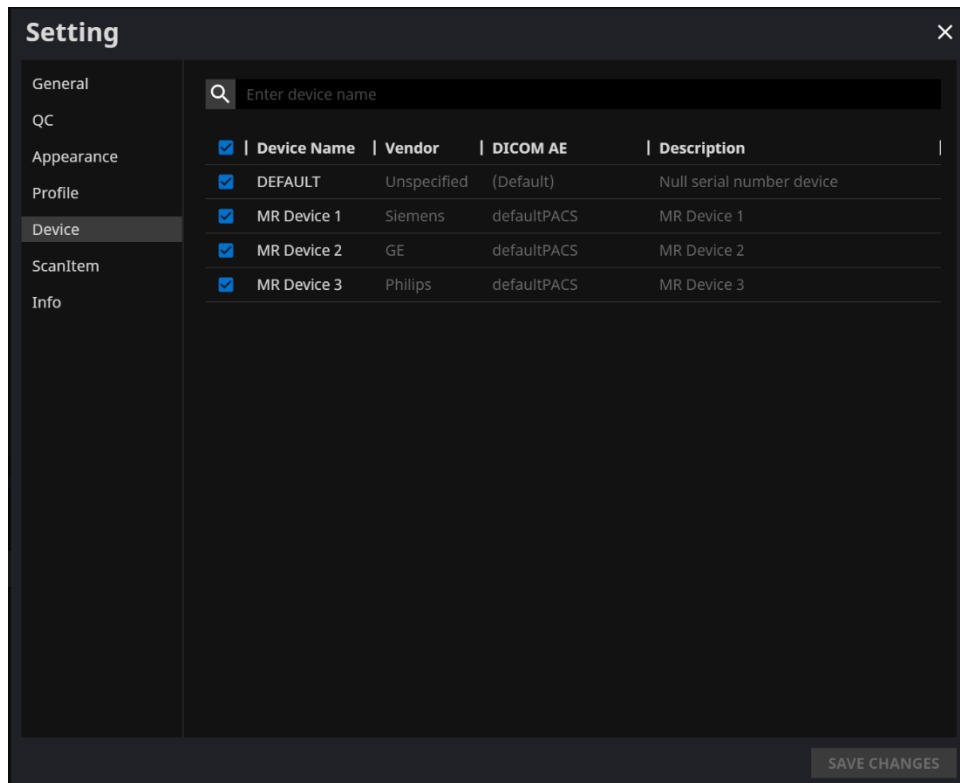 Setting
General
QC
Appearance
Profile
Device
ScanItem
Info
Enter device name
Device Name Vendor DICOM AE Description
DEFAULT Unspecified (Default) Null serial number device
MR Device 1 Siemens defaultPACS MR Device 1
MR Device 2 GE defaultPACS MR Device 2
MR Device 3 Philips defaultPACS MR Device 3
SAVE CHANGES